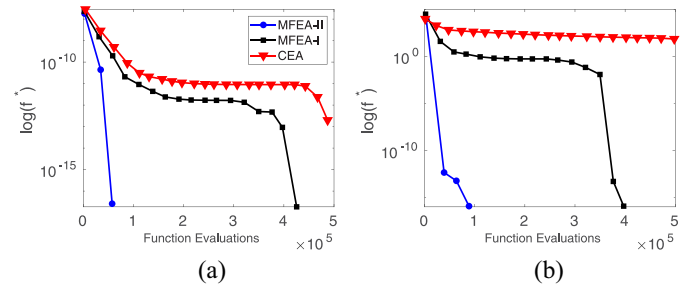 log(f*)
10^-10
10^-15
MFEA-II
MFEA-I
CEA
0 1 2 3 4 5
Function Evaluations
×10^5
(a)
log(f*)
10^0
10^-10
0 1 2 3 4 5
Function Evaluations
×10^5
(b)